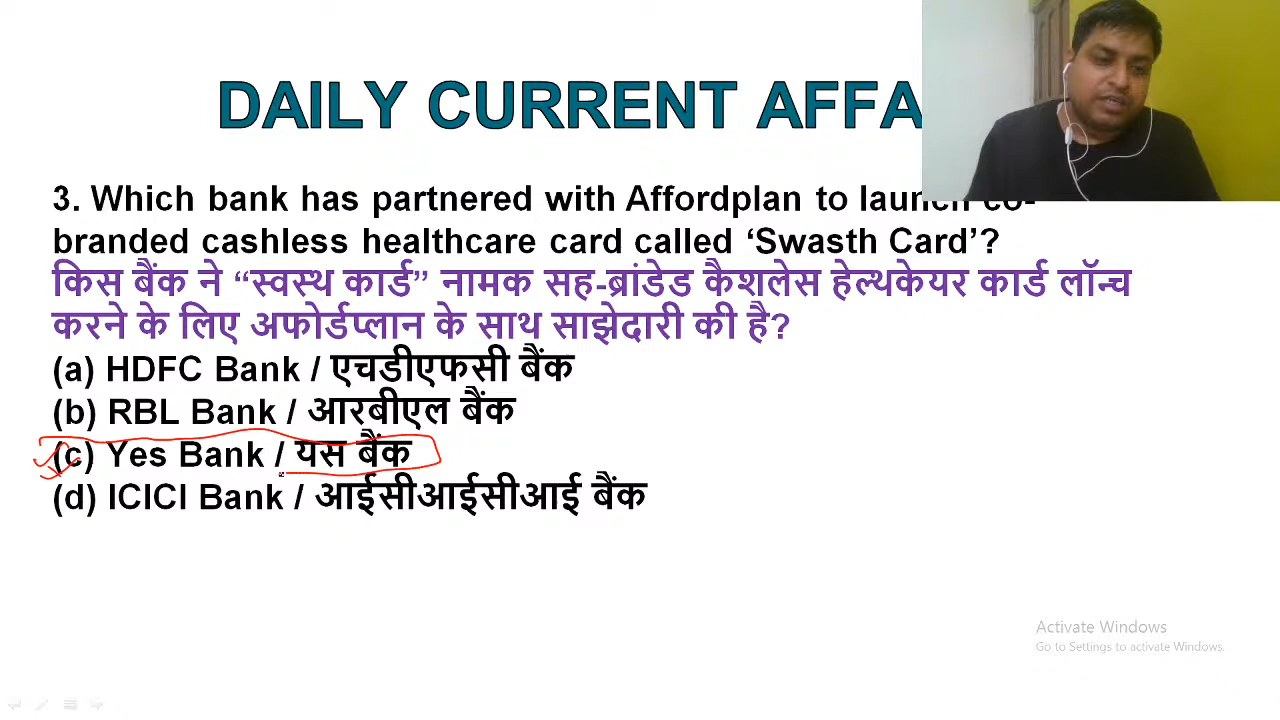 DAILY CURRENT AFFA
3. Which bank has partnered with Affordplan to launch co-
branded cashless healthcare card called ‘Swasth Card’?
किस बैंक ने “स्वस्थ कार्ड” नामक सह-ब्रांडेड कैशलेस हेल्थकेयर कार्ड लॉन्च
करने के लिए अफोर्डप्लान के साथ साझेदारी की है?
(a) HDFC Bank / एचडीएफसी बैंक
(b) RBL Bank / आरबीएल बैंक
(c) Yes Bank / यस बैंक
(d) ICICI Bank / आईसीआईसीआई बैंक
Activate Windows
Go to Settings to activate Windows.